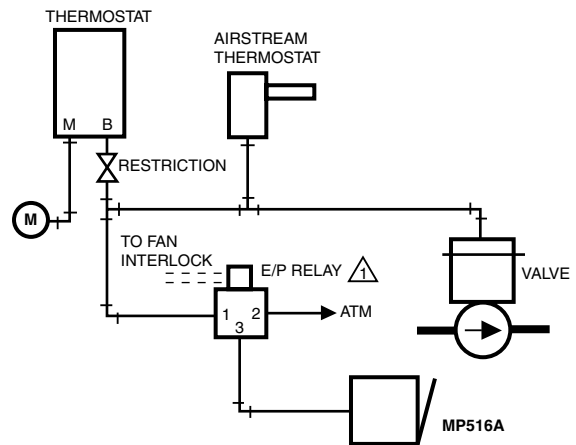 THERMOSTAT
M B
AIRSTREAM
THERMOSTAT
RESTRICTION
M
TO FAN
INTERLOCK
E/P RELAY 1
VALVE
1 2
3
ATM
MP516A